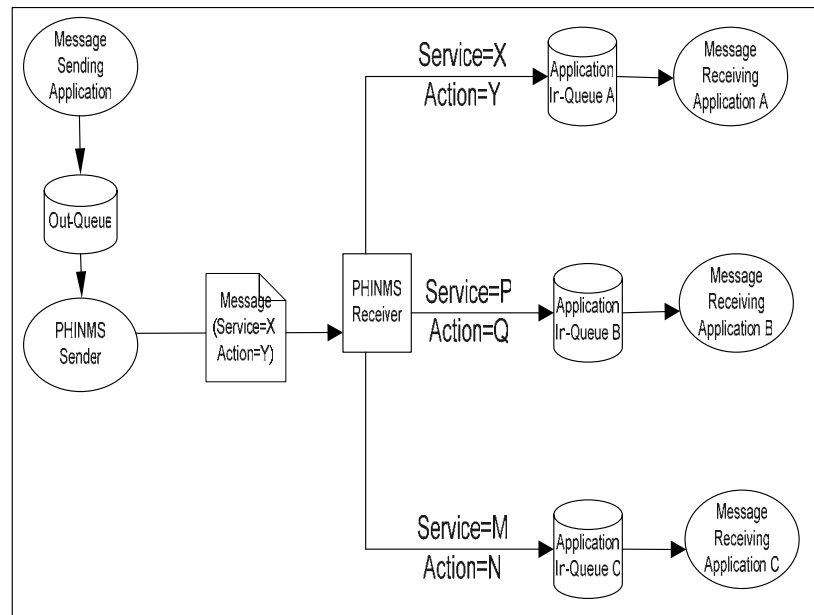 Message
Sending
Application
Out-Queue
PHINMS
Sender
Message
(Service=X
Action=Y)
PHINMS
Receiver
Service=X
Action=Y
Application
Ir-Queue A
Message
Receiving
Application A
Service=P
Action=Q
Application
Ir-Queue B
Message
Receiving
Application B
Service=M
Action=N
Application
Ir-Queue C
Message
Receiving
Application C